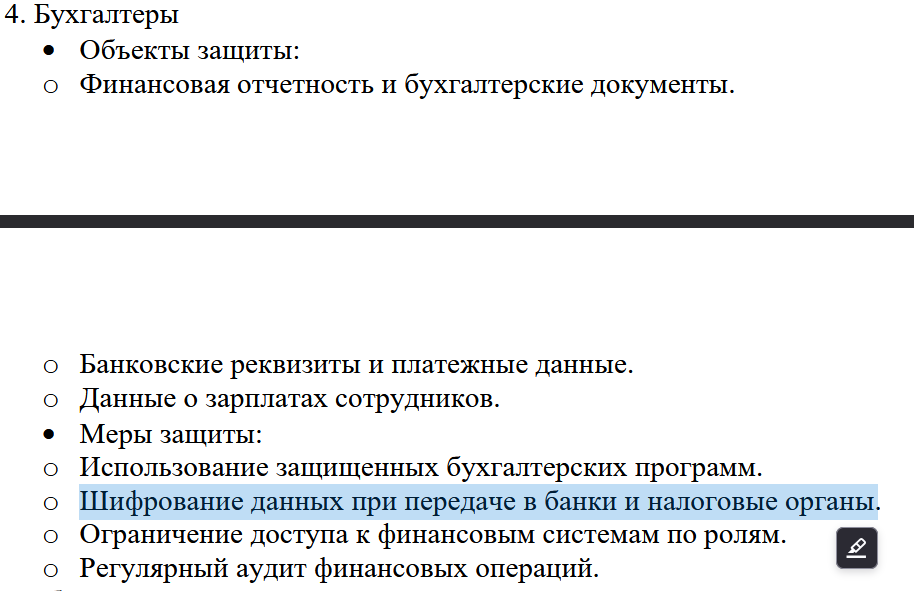 4. Бухгалтеры
• Объекты защиты:
o Финансовая отчетность и бухгалтерские документы.
o Банковские реквизиты и платежные данные.
o Данные о зарплатах сотрудников.
• Меры защиты:
o Использование защищенных бухгалтерских программ.
o Шифрование данных при передаче в банки и налоговые органы.
o Ограничение доступа к финансовым системам по ролям.
o Регулярный аудит финансовых операций.